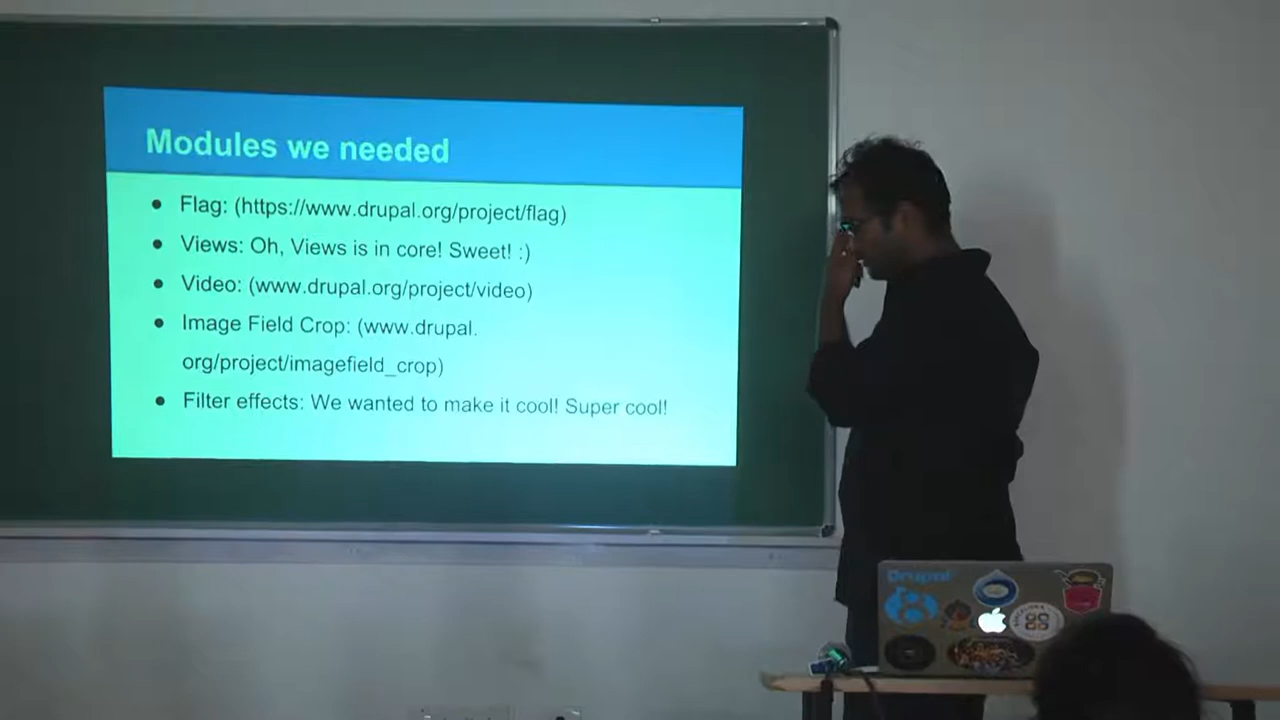 Modules we needed
● Flag: (https://www.drupal.org/project/flag)
● Views: Oh, Views is in core! Sweet! :)
● Video: (www.drupal.org/project/video)
● Image Field Crop: (www.drupal.
org/project/imagefield_crop)
● Filter effects: We wanted to make it cool! Super cool!
Drupal
BARCELONA